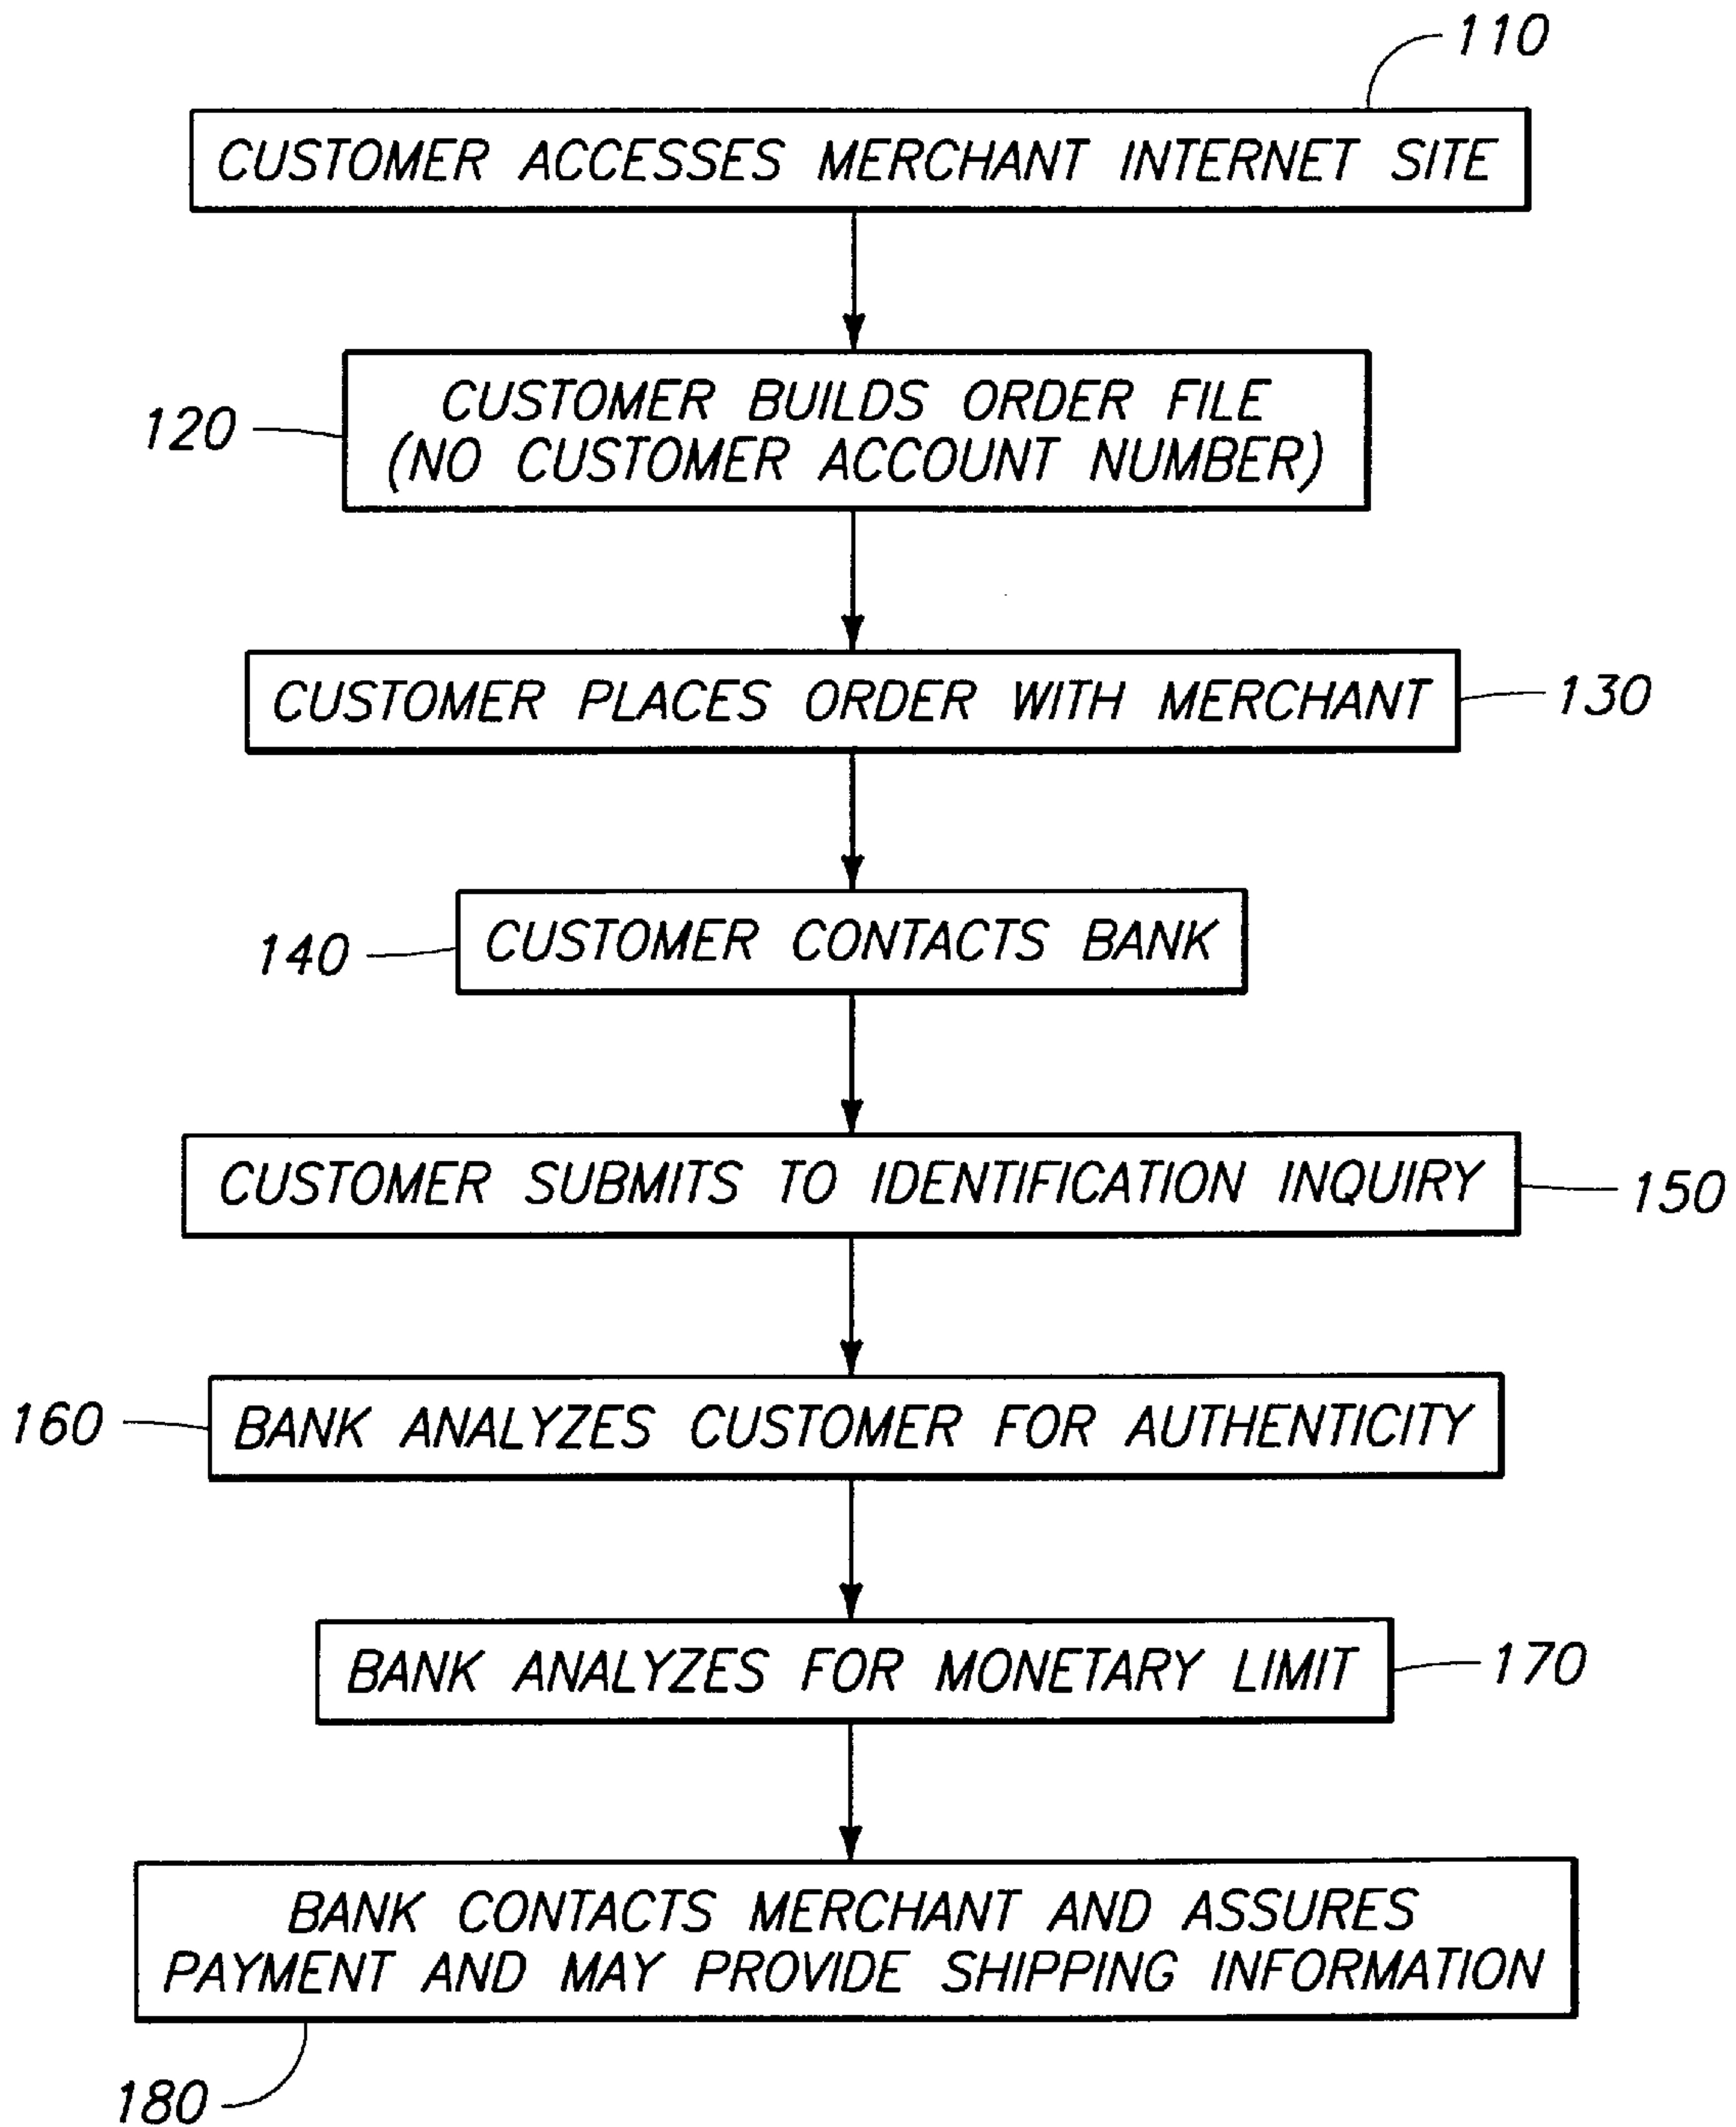 110
CUSTOMER ACCESSES MERCHANT INTERNET SITE
120
CUSTOMER BUILDS ORDER FILE
(NO CUSTOMER ACCOUNT NUMBER)
CUSTOMER PLACES ORDER WITH MERCHANT
130
140
CUSTOMER CONTACTS BANK
CUSTOMER SUBMITS TO IDENTIFICATION INQUIRY
150
160
BANK ANALYZES CUSTOMER FOR AUTHENTICITY
BANK ANALYZES FOR MONETARY LIMIT
170
BANK CONTACTS MERCHANT AND ASSURES
PAYMENT AND MAY PROVIDE SHIPPING INFORMATION
180